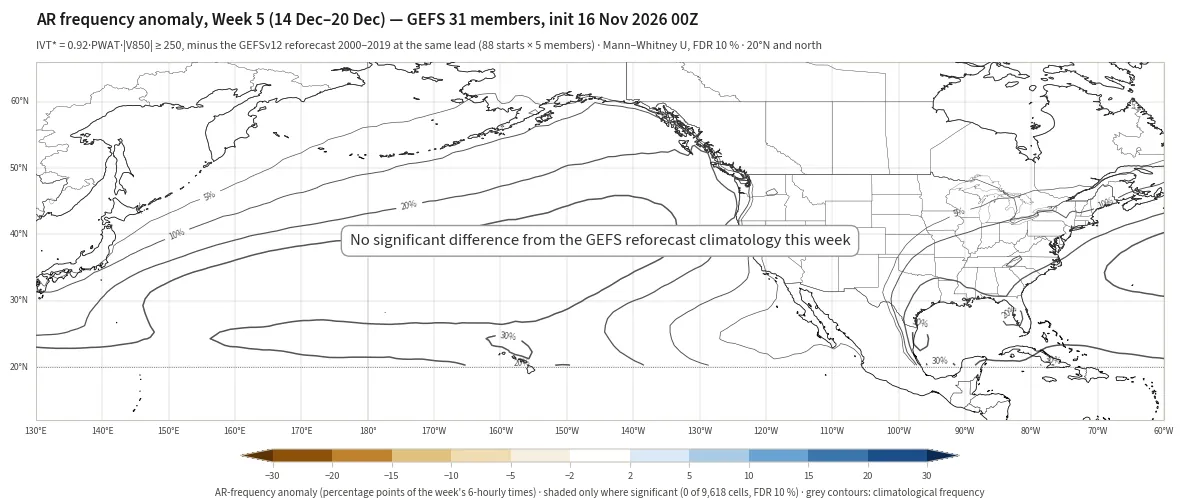 AR frequency anomaly, Week 5 (14 Dec–20 Dec) — GEFS 31 members, init 16 Nov 2026 00Z
IVT* = 0.92·PWAT·|V850| ≥ 250, minus the GEFSv12 reforecast 2000–2019 at the same lead (88 starts × 5 members) · Mann–Whitney U, FDR 10 % · 20°N and north
60°N
50°N
5%
5%
20%
10%
10%
40°N
No significant difference from the GEFS reforecast climatology this week
30°N
30%
20%
30%
20°N
130°E 140°E 150°E 160°E 170°E 180° 170°W 160°W 150°W 140°W 130°W 120°W 110°W 100°W 90°W 80°W 70°W 60°W
−30 −20 −15 −10 −5 −2 2 5 10 15 20 30
AR-frequency anomaly (percentage points of the week's 6-hourly times) · shaded only where significant (0 of 9,618 cells, FDR 10 %) · grey contours: climatological frequency